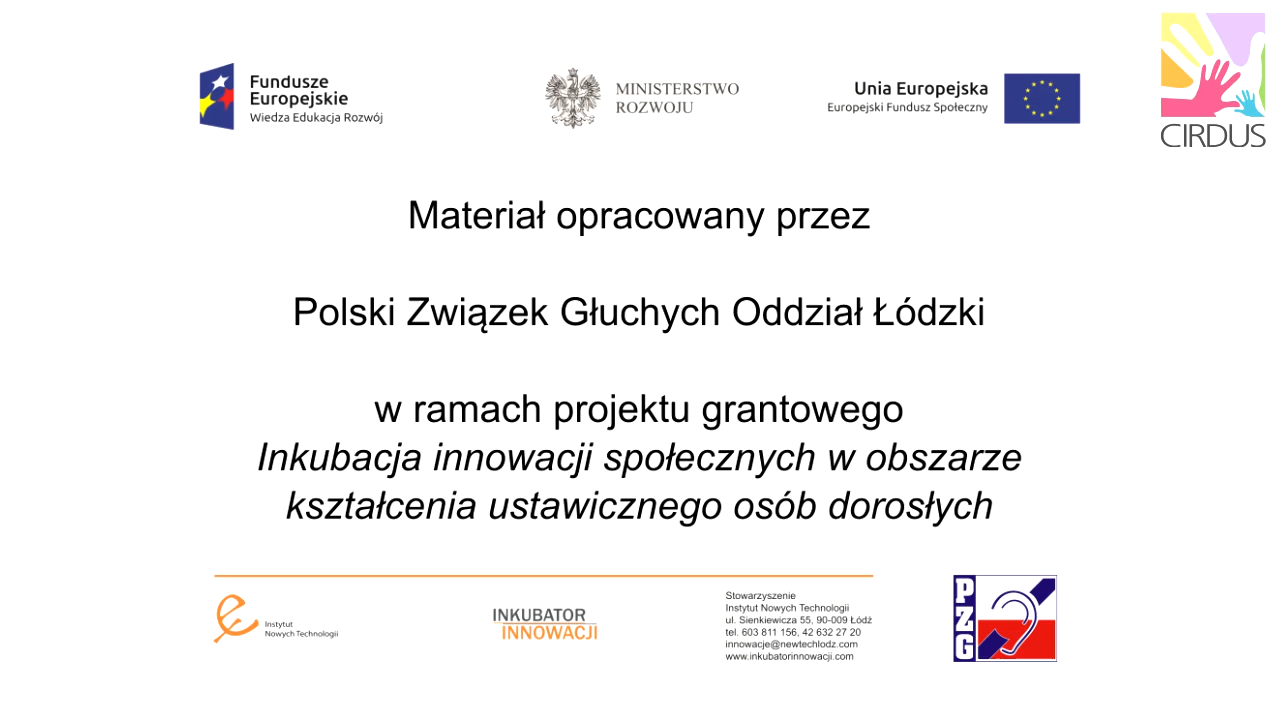 Fundusze
Europejskie
Wiedza Edukacja Rozwój
MINISTERSTWO
ROZWOJU
Unia Europejska
Europejski Fundusz Społeczny
CIRDUS
Materiał opracowany przez
Polski Związek Głuchych Oddział Łódzki
w ramach projektu grantowego
Inkubacja innowacji społecznych w obszarze
kształcenia ustawicznego osób dorosłych
Instytut
Nowych Technologii
INKUBATOR
INNOWACJI
Stowarzyszenie
Instytut Nowych Technologii
ul. Sienkiewicza 55, 90-009 Łódź
tel. 603 811 156, 42 632 27 20
innowacje@newtechlodz.com
www.inkubatorinnowacji.com
PZG